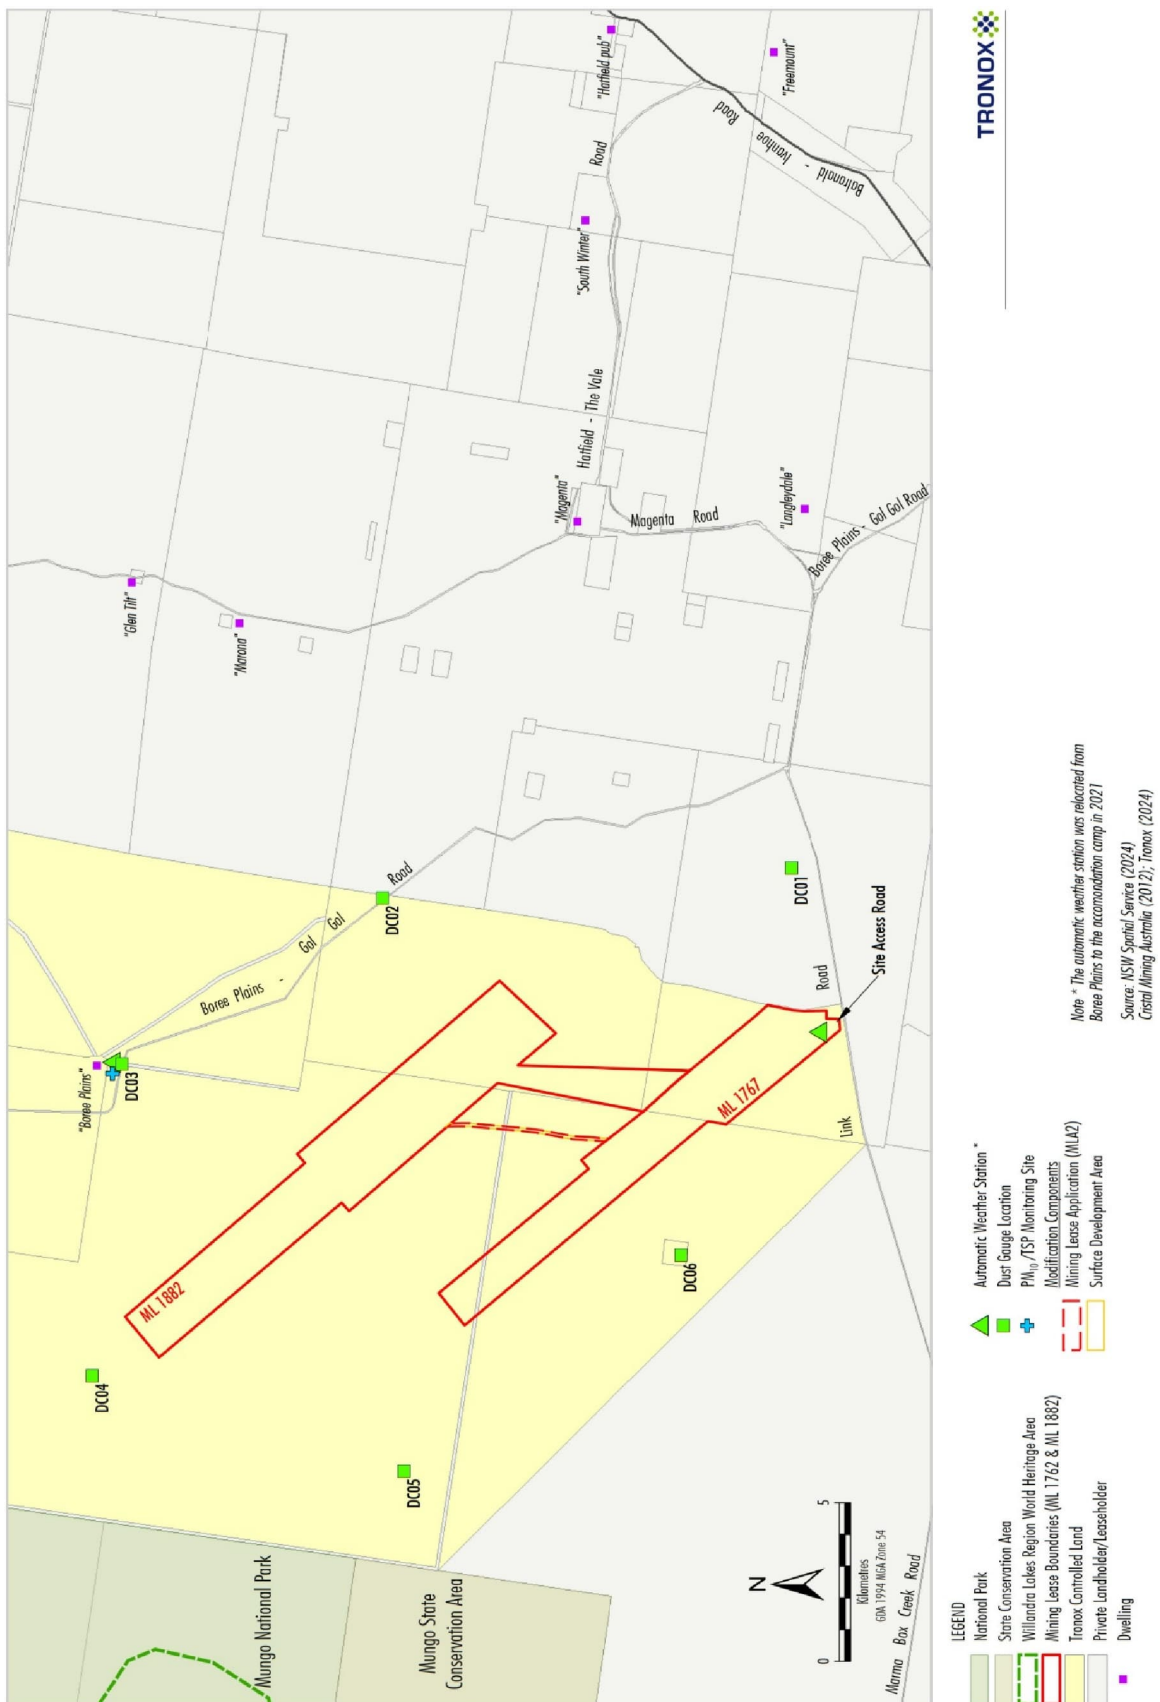 Mungo National Park
Mungo State
Conservation Area
DC04
DC05
DC06
ML 1882
ML 1767
"Boree Plains"
DC03
Boree Plains - Gol Gol Road
DC02
DC01
Link Road
Site Access Road
"Glen Tilt"
"Marona"
"Magenta"
Magenta Road
Hatfield - The Vale Road
"Langleydale"
Boree Plains - Gol Gol Road
"South Winter"
"Hatfield pub"
"Freemount"
Balranald - Ivanhoe Road
Marma Box Creek Road
N
0 5
Kilometres
GDA 1994 MGA Zone 54
LEGEND
National Park
State Conservation Area
Willandra Lakes Region World Heritage Area
Mining Lease Boundaries (ML 1762 & ML 1882)
Tronox Controlled Land
Private Landholder/Leaseholder
Dwelling
Automatic Weather Station *
Dust Gauge Location
PM10 /TSP Monitoring Site
Modification Components
Mining Lease Application (MLA2)
Surface Development Area
Note * The automatic weather station was relocated from
Boree Plains to the accomondation camp in 2021
Source: NSW Spatial Service (2024)
Cristal Mining Australia (2012); Tronox (2024)
TRONOX